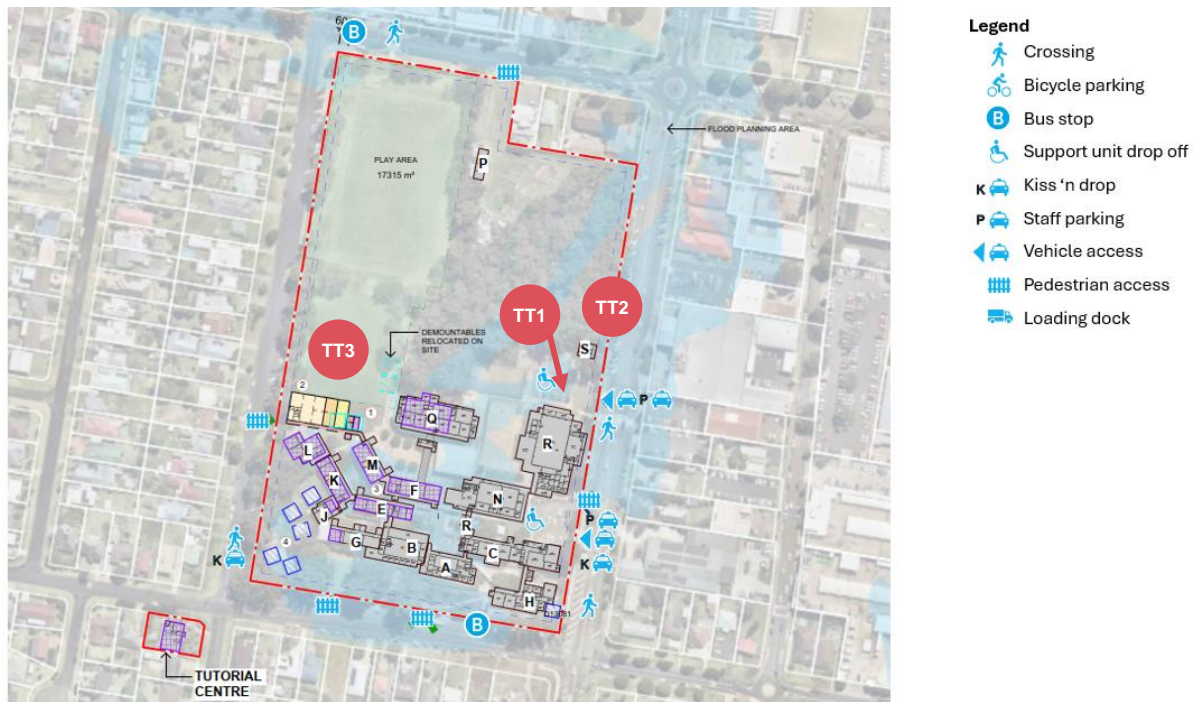 60
B
P
FLOOD PLANNING AREA
PLAY AREA
17315 m²
TT1
TT2
TT3
DEMOUNTABLES
RELOCATED ON
SITE
S
2
1
P
Q
R
L
M
K
3
F
N
J
E
R
P
4
G
B
C
K
K
A
H
B
TUTORIAL
CENTRE
Legend
Crossing
Bicycle parking
B Bus stop
Support unit drop off
K Kiss 'n drop
P Staff parking
Vehicle access
Pedestrian access
Loading dock